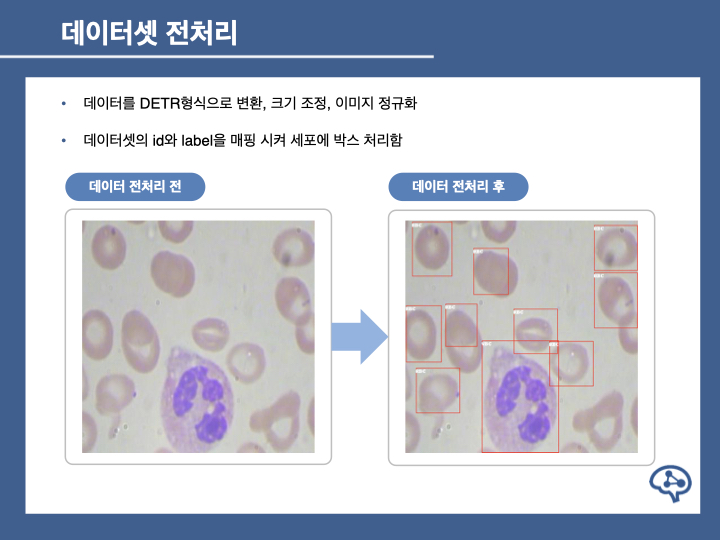 데이터셋 전처리
• 데이터를 DETR형식으로 변환, 크기 조정, 이미지 정규화
• 데이터셋의 id와 label을 매핑 시켜 세포에 박스 처리함
데이터 전처리 전
데이터 전처리 후